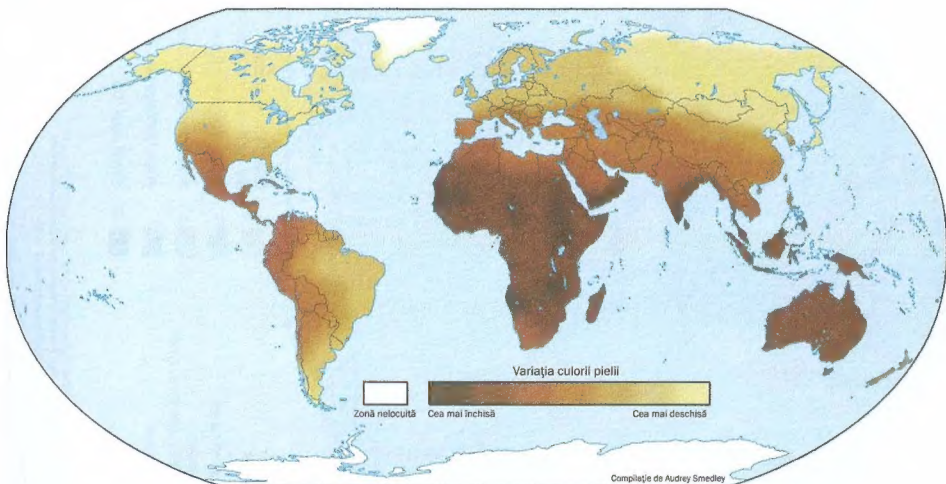 Variația culorii pielii
Zonă nelocuită
Cea mai închisă
Cea mai deschisă
Compilație de Audrey Smedley